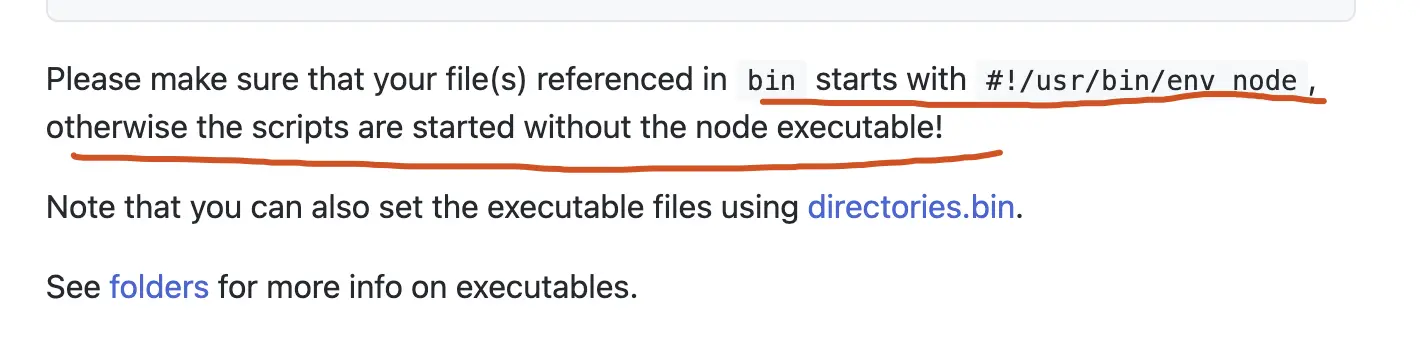 Please make sure that your file(s) referenced in bin starts with #!/usr/bin/env node,
otherwise the scripts are started without the node executable!
Note that you can also set the executable files using directories.bin.
See folders for more info on executables.